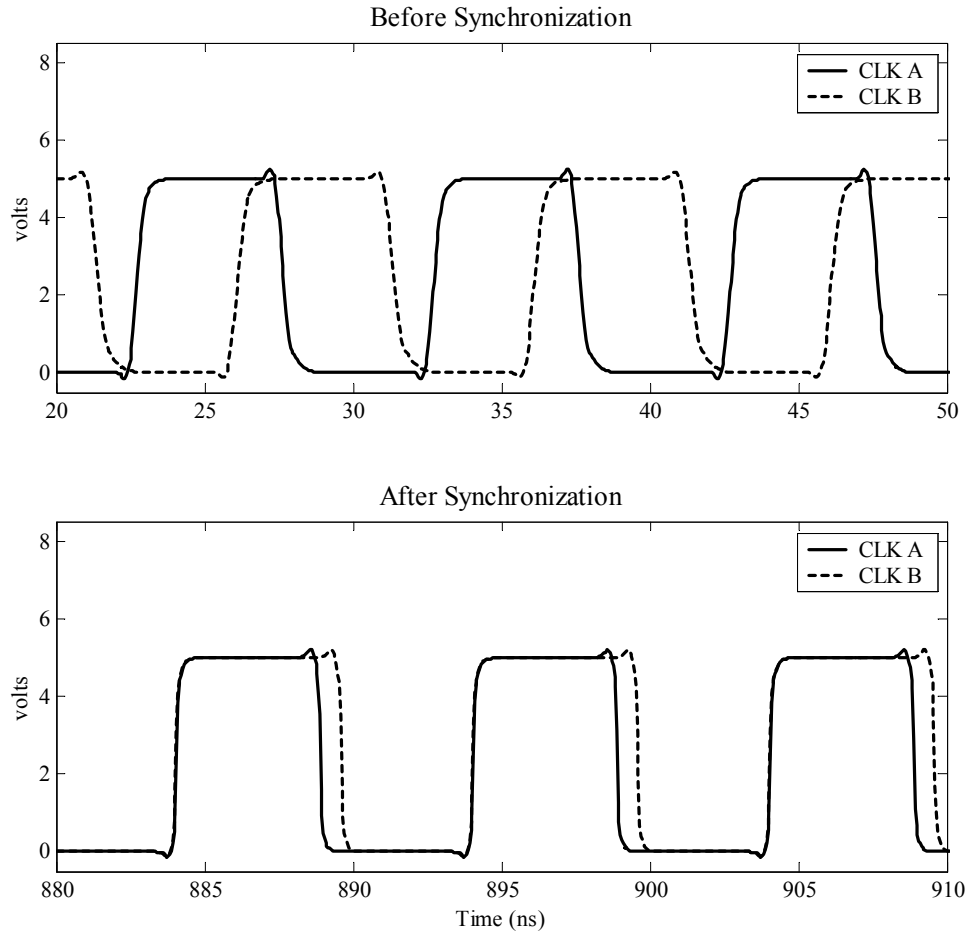 Before Synchronization
8
6
4
2
0
volts
CLK A
CLK B
20 25 30 35 40 45 50
After Synchronization
8
6
4
2
0
volts
CLK A
CLK B
880 885 890 895 900 905 910
Time (ns)